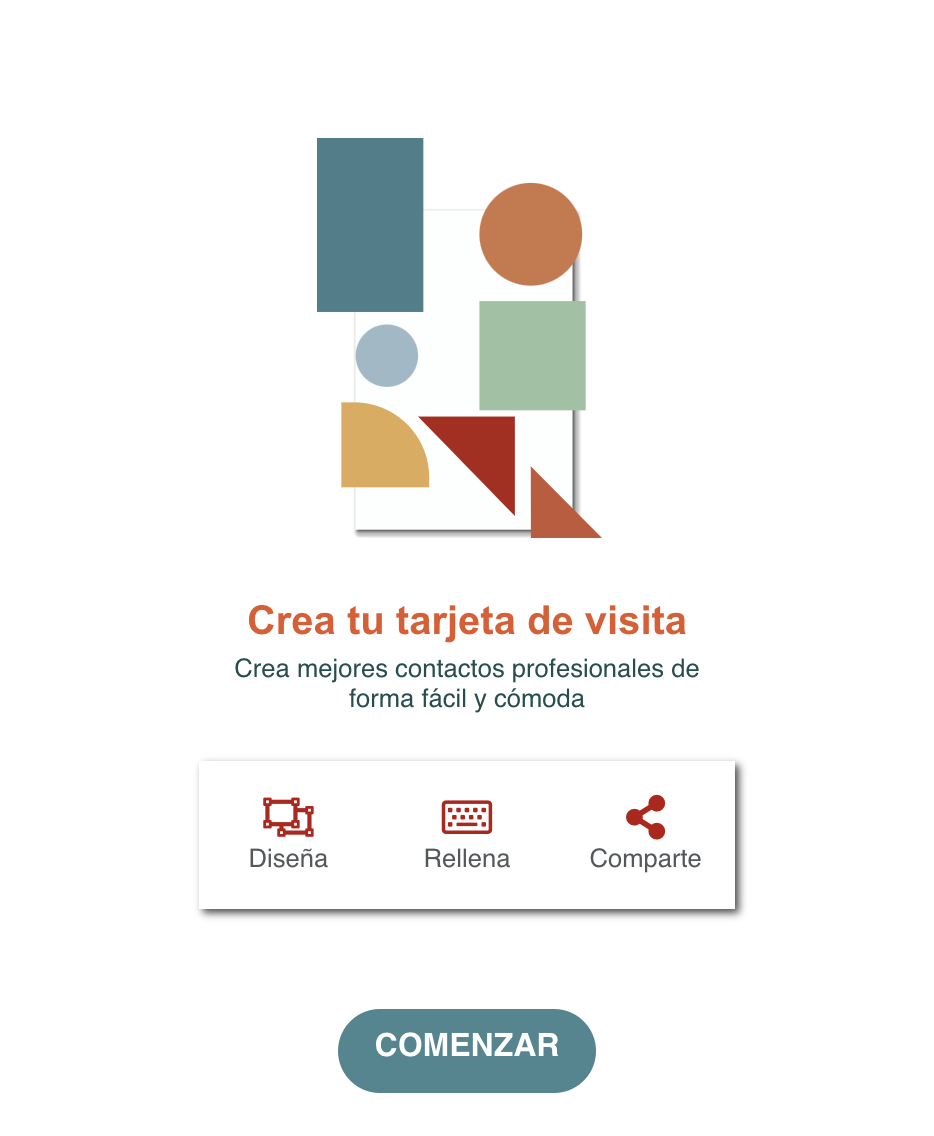 Crea tu tarjeta de visita
Crea mejores contactos profesionales de
forma fácil y cómoda
Diseña
Rellena
Comparte
COMENZAR